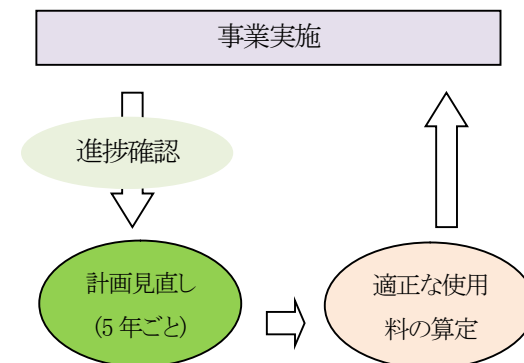 事業実施
進捗確認
計画見直し
(5 年ごと)
適正な使用
料の算定